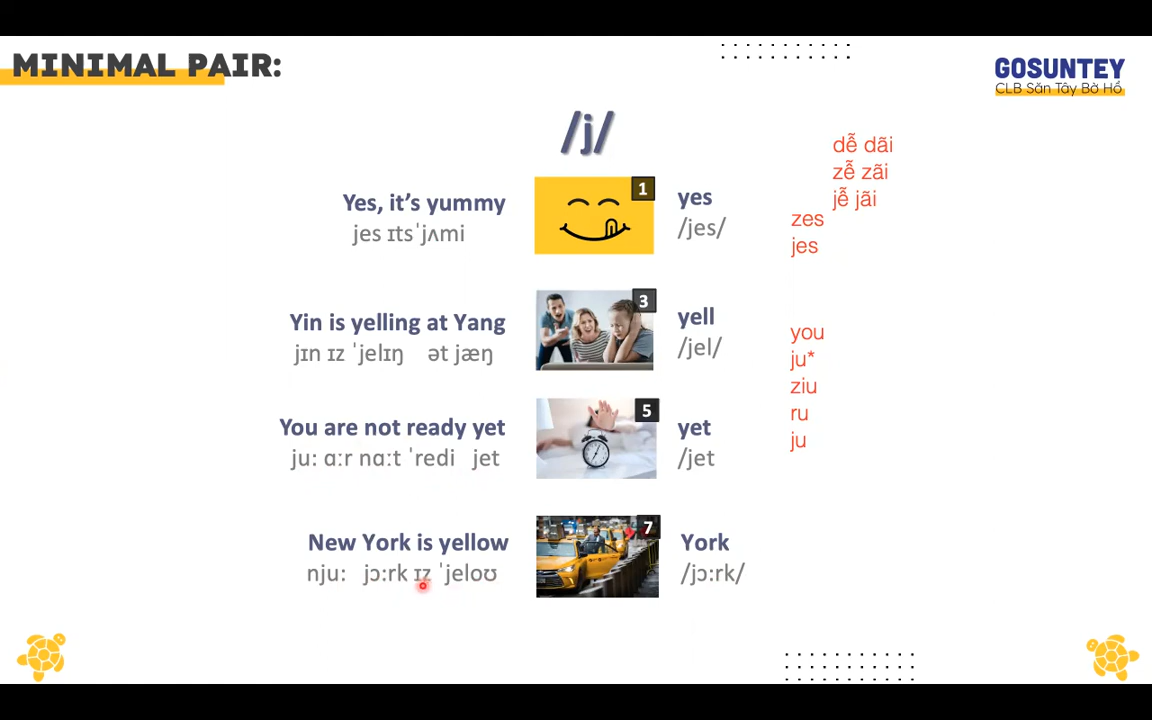 MINIMAL PAIR:
GOSUNTEY
CLB Săn Tây Bờ Hồ
/j/
Yes, it's yummy
jes ɪtsˈjʌmi
1
yes
/jes/
dễ dãi
zễ zãi
jễ jãi
zes
jes
Yin is yelling at Yang
jɪn ɪz ˈjelɪŋ ət jæŋ
3
yell
/jel/
you
ju*
ziu
ru
ju
You are not ready yet
ju: ɑːr nɑːt ˈredi jet
5
yet
/jet
New York is yellow
nju: jɔ:rk ɪz ˈjeloʊ
7
York
/jɔ:rk/